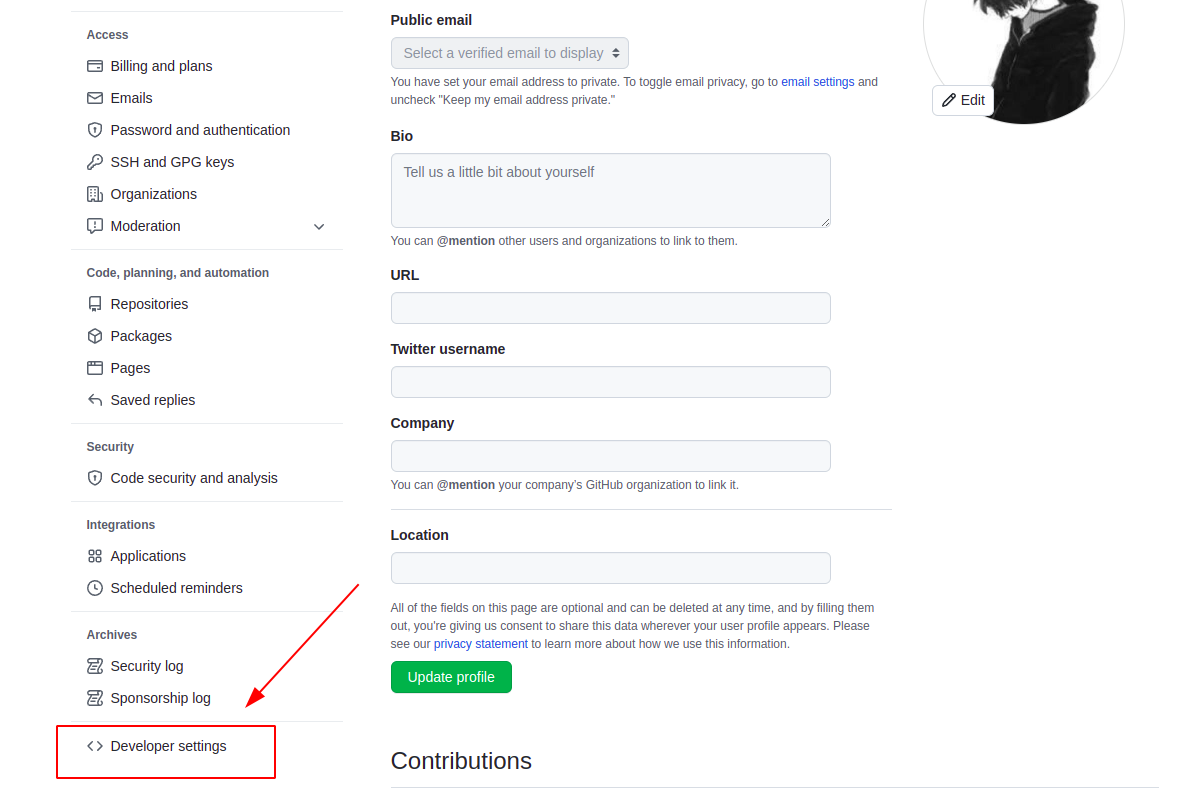 Access
Billing and plans
Emails
Password and authentication
SSH and GPG keys
Organizations
Moderation
Code, planning, and automation
Repositories
Packages
Pages
Saved replies
Security
Code security and analysis
Integrations
Applications
Scheduled reminders
Archives
Security log
Sponsorship log
Developer settings
Public email
Select a verified email to display
You have set your email address to private. To toggle email privacy, go to email settings and
uncheck "Keep my email address private."
Bio
Tell us a little bit about yourself
You can @mention other users and organizations to link to them.
URL
Twitter username
Company
You can @mention your company's GitHub organization to link it.
Location
All of the fields on this page are optional and can be deleted at any time, and by filling them
out, you're giving us consent to share this data wherever your user profile appears. Please
see our privacy statement to learn more about how we use this information.
Update profile
Contributions
Edit